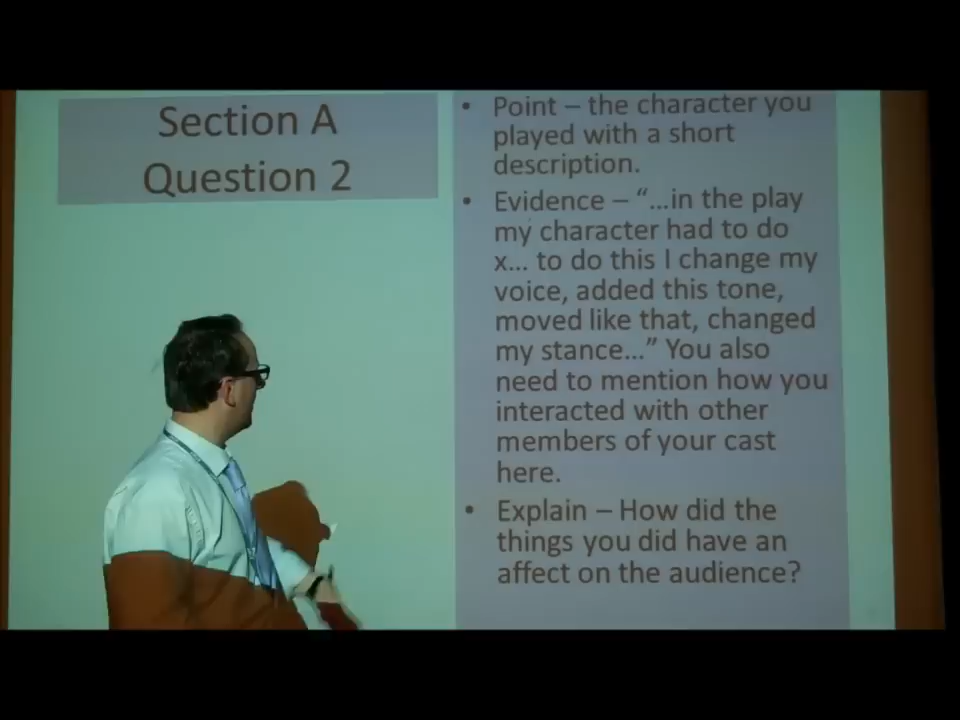 Section A
Question 2
• Point – the character you
played with a short
description.
• Evidence – “…in the play
my character had to do
x… to do this I change my
voice, added this tone,
moved like that, changed
my stance…” You also
need to mention how you
interacted with other
members of your cast
here.
• Explain – How did the
things you did have an
affect on the audience?